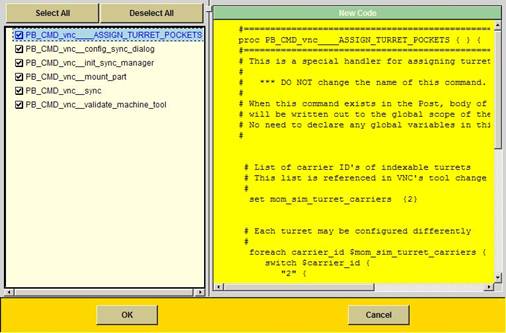 Select All
Deselect All
PB_CMD_vnc____ASSIGN_TURRET_POCKETS
PB_CMD_vnc__config_sync_dialog
PB_CMD_vnc__init_sync_manager
PB_CMD_vnc__mount_part
PB_CMD_vnc__sync
PB_CMD_vnc__validate_machine_tool
New Code
#=============================================
proc PB_CMD_vnc____ASSIGN_TURRET_POCKETS { } {
#=============================================
# This is a special handler for assigning turret
#
#   *** DO NOT change the name of this command.
#
# When this command exists in the Post, body of
# will be written out to the global scope of the
# No need to declare any global variables in thi
#
# List of carrier ID's of indexable turrets
# This list is referenced in VNC's tool change
#
set mom_sim_turret_carriers  {2}
# Each turret may be configured differently
#
foreach carrier_id $mom_sim_turret_carriers {
switch $carrier_id {
"2" {
OK
Cancel